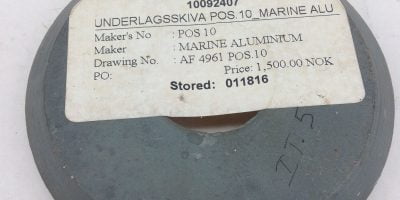 10092407
UNDERLAGSSKIVA POS.10_MARINE ALU
Maker's No : POS 10
Maker : MARINE ALUMINIUM
Drawing No. : AF 4961 POS.10
PO: Price: 1,500.00 NOK
Stored: 011816